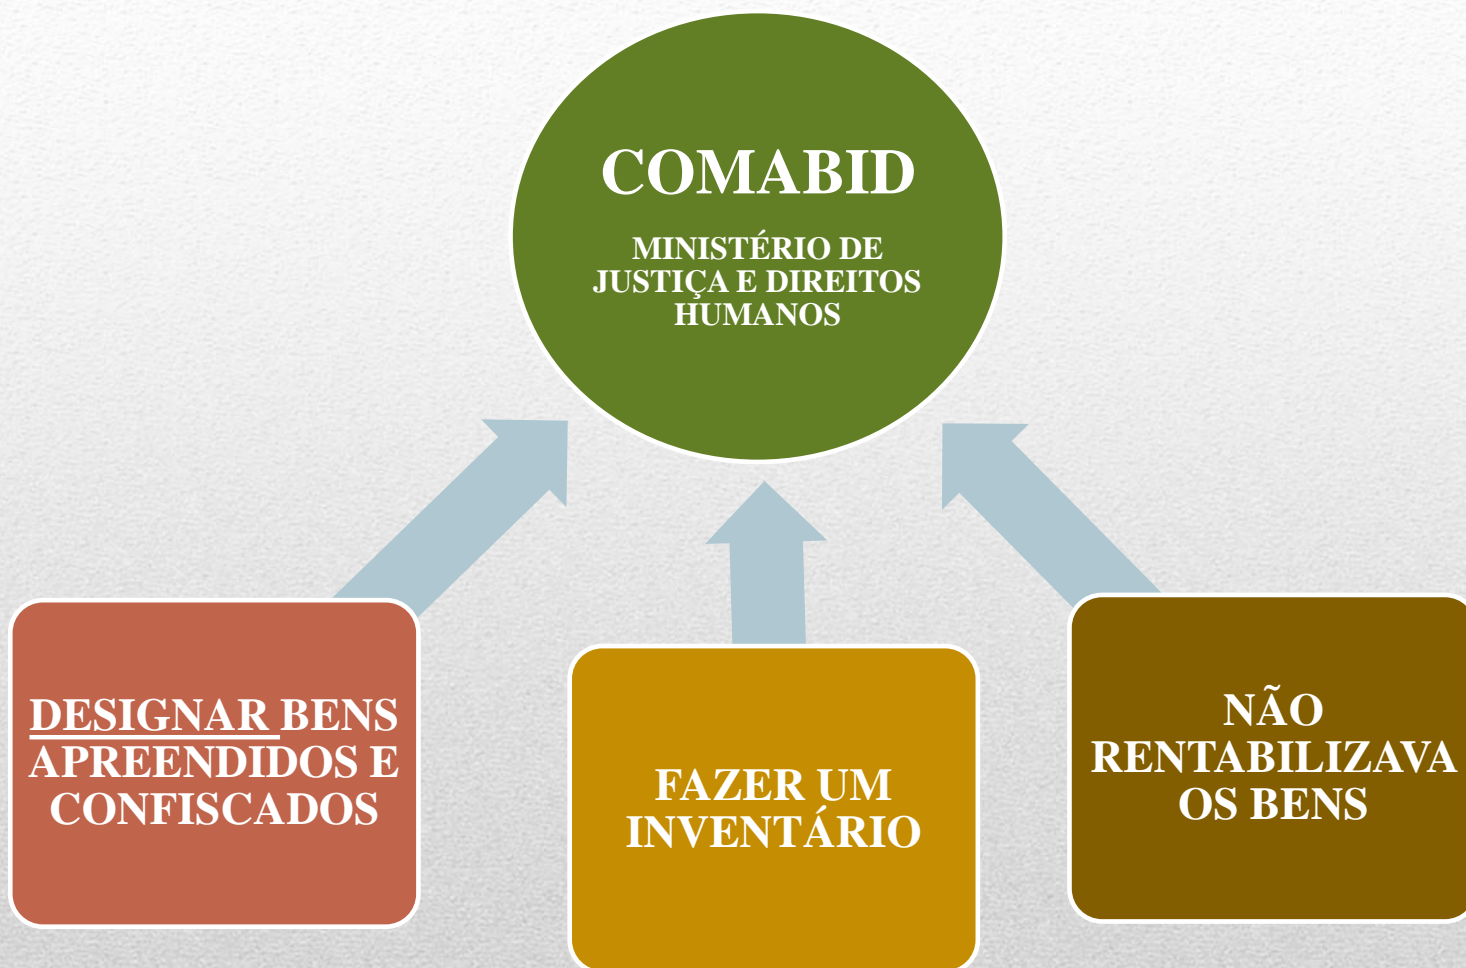 COMABID
MINISTÉRIO DE
JUSTIÇA E DIREITOS
HUMANOS
DESIGNAR BENS
APREENDIDOS E
CONFISCADOS
FAZER UM
INVENTÁRIO
NÃO
RENTABILIZAVA
OS BENS